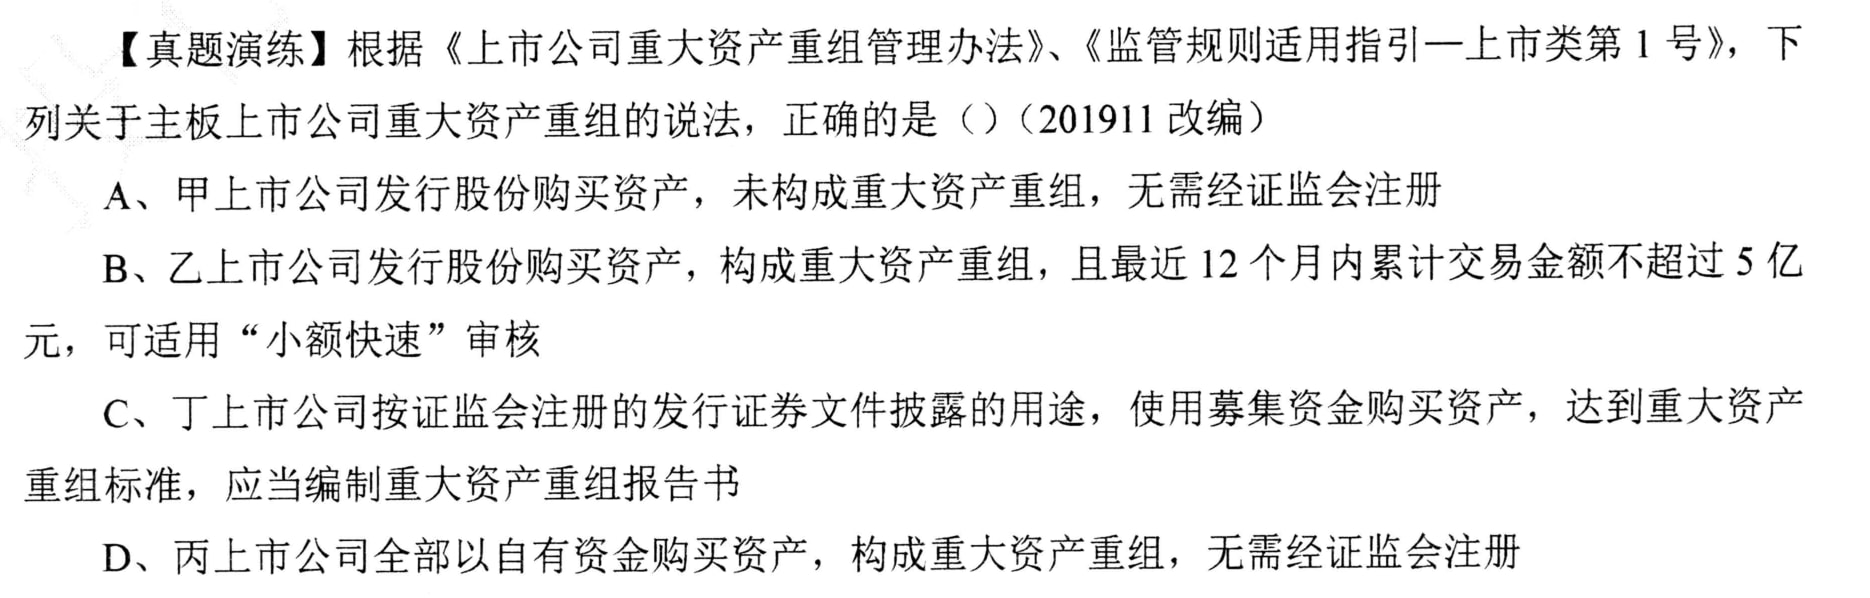 【真题演练】根据《上市公司重大资产重组管理办法》、《监管规则适用指引—上市类第 1 号》，下
列关于主板上市公司重大资产重组的说法，正确的是（）（201911 改编）
A、甲上市公司发行股份购买资产，未构成重大资产重组，无需经证监会注册
B、乙上市公司发行股份购买资产，构成重大资产重组，且最近 12 个月内累计交易金额不超过 5 亿
元，可适用“小额快速”审核
C、丁上市公司按证监会注册的发行证券文件披露的用途，使用募集资金购买资产，达到重大资产
重组标准，应当编制重大资产重组报告书
D、丙上市公司全部以自有资金购买资产，构成重大资产重组，无需经证监会注册